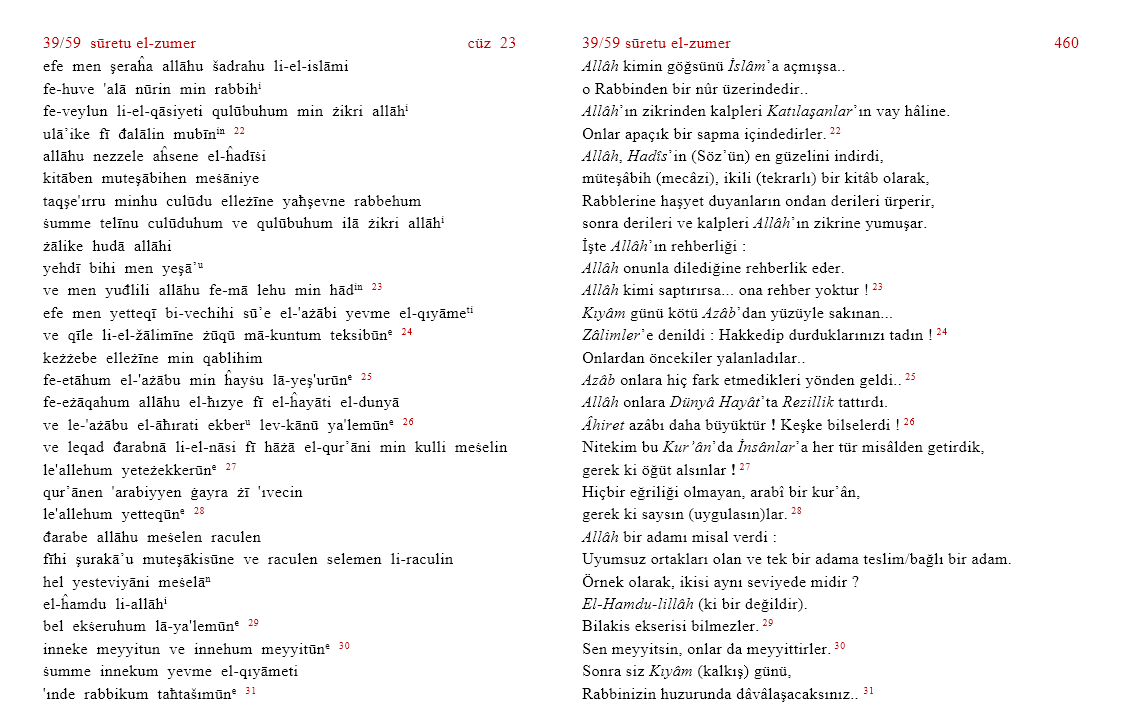 39/59 sūretu el-zumer cüz 23
efe men şeraĥa allāhu šadrahu li-el-islāmi
fe-huve 'alā nūrin min rabbihⁱ
fe-veylun li-el-qāsiyeti qulūbuhum min żikri allāhⁱ
ulā’ike fī đalālin mubīnⁱⁿ 22
allāhu nezzele aĥsene el-ĥadīṡi
kitāben muteşābihen meṡāniye
taqşe'ırru minhu culūdu elleżīne yaħşevne rabbehum
ṡumme telīnu culūduhum ve qulūbuhum ilā żikri allāhⁱ
żālike hudā allāhi
yehdī bihi men yeşā’ᵘ
ve men yuđlili allāhu fe-mā lehu min hādⁱⁿ 23
efe men yetteqī bi-vechihi sū’e el-'ażābi yevme el-qıyāmeᵗⁱ
ve qīle li-el-žālimīne żūqū mā-kuntum teksibūnᵉ 24
keżżebe elleżīne min qablihim
fe-etāhum el-'ażābu min ĥayṡu lā-yeş'urūnᵉ 25
fe-eżāqahum allāhu el-ħızye fī el-ĥayāti el-dunyā
ve le-'ażābu el-āħırati ekberᵘ lev-kānū ya'lemūnᵉ 26
ve leqad đarabnā li-el-nāsi fī hāżā el-qur’āni min kulli meṡelin
le'allehum yeteżekkerūnᵉ 27
qur’ānen 'arabiyyen ġayra żī 'ıvecin
le'allehum yetteqūnᵉ 28
đarabe allāhu meṡelen raculen
fīhi şurakā’u muteşākisūne ve raculen selemen li-raculin
hel yesteviyāni meṡelāⁿ
el-ĥamdu li-allāhⁱ
bel ekṡeruhum lā-ya'lemūnᵉ 29
inneke meyyitun ve innehum meyyitūnᵉ 30
ṡumme innekum yevme el-qıyāmeti
'ınde rabbikum taħtašımūnᵉ 31
39/59 sūretu el-zumer 460
Allâh kimin göğsünü İslâm’a açmışsa..
o Rabbinden bir nûr üzerindedir..
Allâh’ın zikrinden kalpleri Katılaşanlar’ın vay hâline.
Onlar apaçık bir sapma içindedirler. 22
Allâh, Hadîs’in (Söz’ün) en güzelini indirdi,
müteşâbih (mecâzi), ikili (tekrarlı) bir kitâb olarak,
Rabblerine haşyet duyanların ondan derileri ürperir,
sonra derileri ve kalpleri Allâh’ın zikrine yumuşar.
İşte Allâh’ın rehberliği :
Allâh onunla dilediğine rehberlik eder.
Allâh kimi saptırırsa... ona rehber yoktur ! 23
Kıyâm günü kötü Azâb’dan yüzüyle sakınan...
Zâlimler’e denildi : Hakkedip durduklarınızı tadın ! 24
Onlardan öncekiler yalanladılar..
Azâb onlara hiç fark etmedikleri yönden geldi.. 25
Allâh onlara Dünyâ Hayât’ta Rezillik tattırdı.
Âhiret azâbı daha büyüktür ! Keşke bilselerdi ! 26
Nitekim bu Kur’ân’da İnsânlar’a her tür misâlden getirdik,
gerek ki öğüt alsınlar ! 27
Hiçbir eğriliği olmayan, arabî bir kur’ân,
gerek ki saysın (uygulasın)lar. 28
Allâh bir adamı misal verdi :
Uyumsuz ortakları olan ve tek bir adama teslim/bağlı bir adam.
Örnek olarak, ikisi aynı seviyede midir ?
El-Hamdu-lillâh (ki bir değildir).
Bilakis ekserisi bilmezler. 29
Sen meyyitsin, onlar da meyyittirler. 30
Sonra siz Kıyâm (kalkış) günü,
Rabbinizin huzurunda dâvâlaşacaksınız.. 31